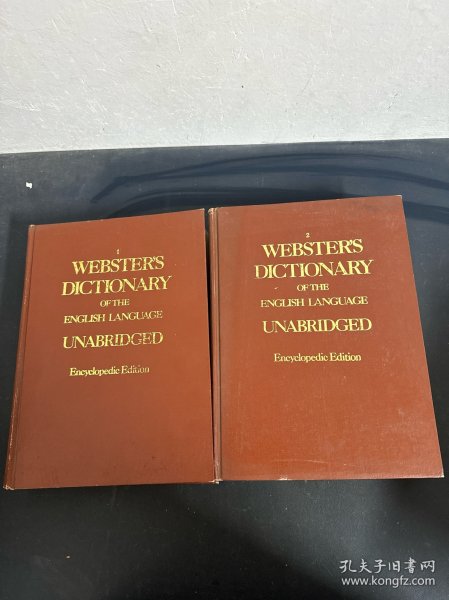 1
WEBSTER'S
DICTIONARY
OF THE
ENGLISH LANGUAGE
UNABRIDGED
Encyclopedic Edition
2
WEBSTER'S
DICTIONARY
OF THE
ENGLISH LANGUAGE
UNABRIDGED
Encyclopedic Edition
孔夫子旧书网
www.kongfz.com